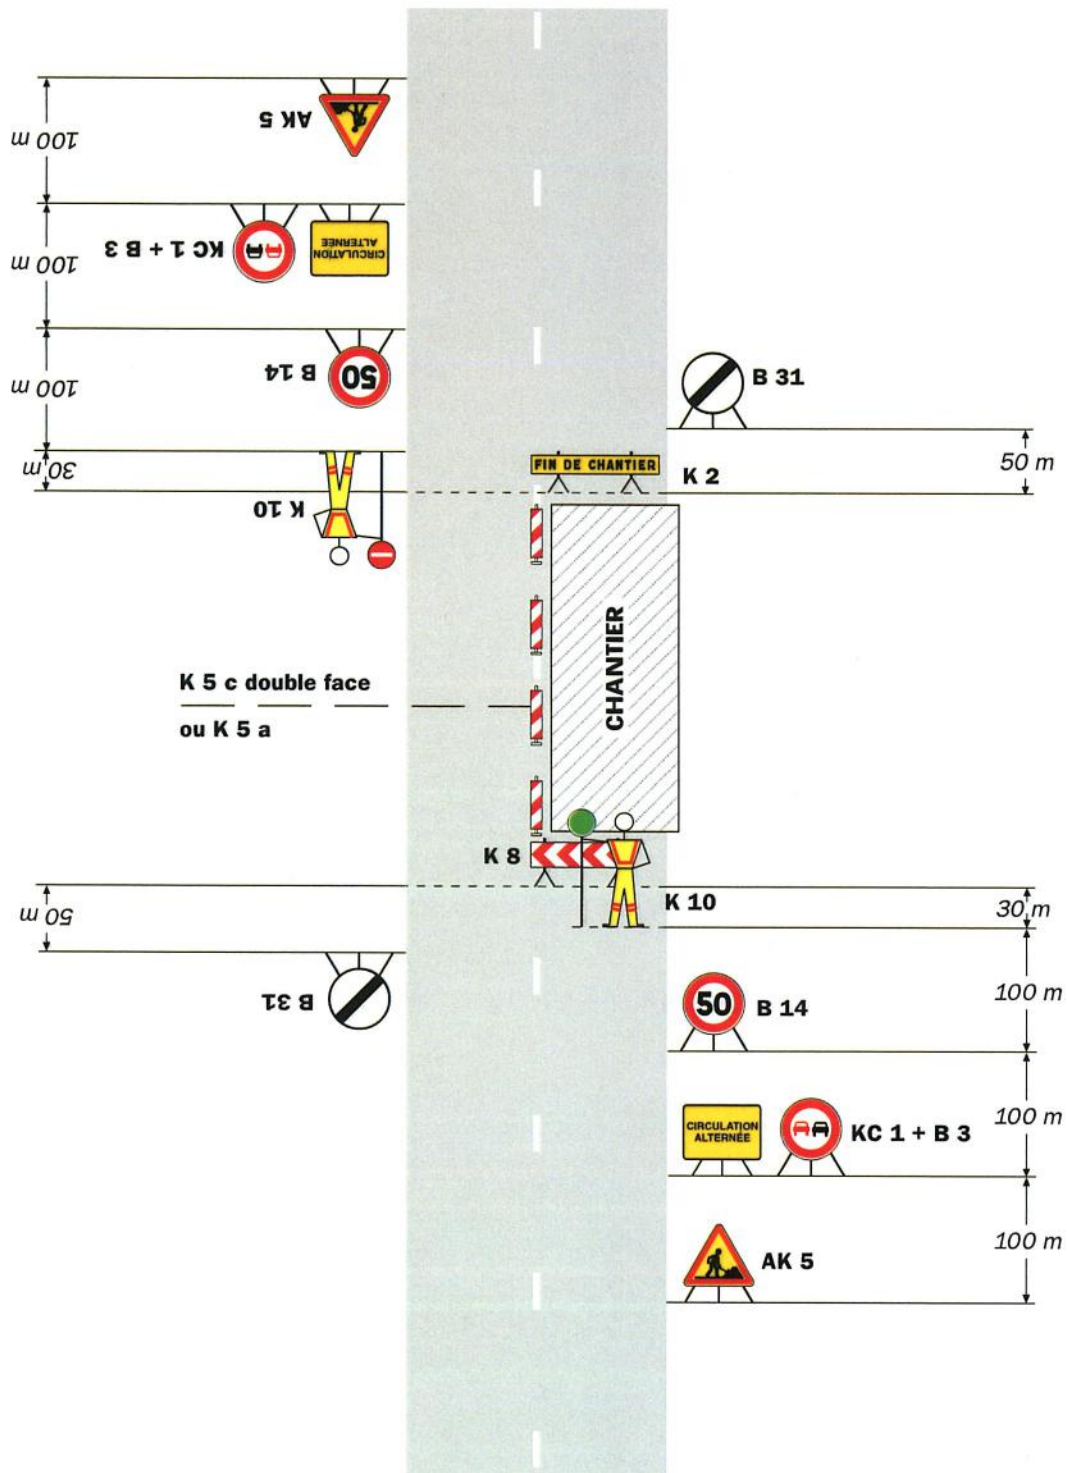 AK 5
100 m
KC 1 + B 3
CIRCULATION
ALTERNÉE
100 m
B 14
50
100 m
B 31
30 m
K 10
FIN DE CHANTIER
K 2
50 m
CHANTIER
K 5 c double face
ou K 5 a
K 8
K 10
30 m
50 m
B 31
50
B 14
100 m
CIRCULATION
ALTERNÉE
KC 1 + B 3
100 m
AK 5
100 m